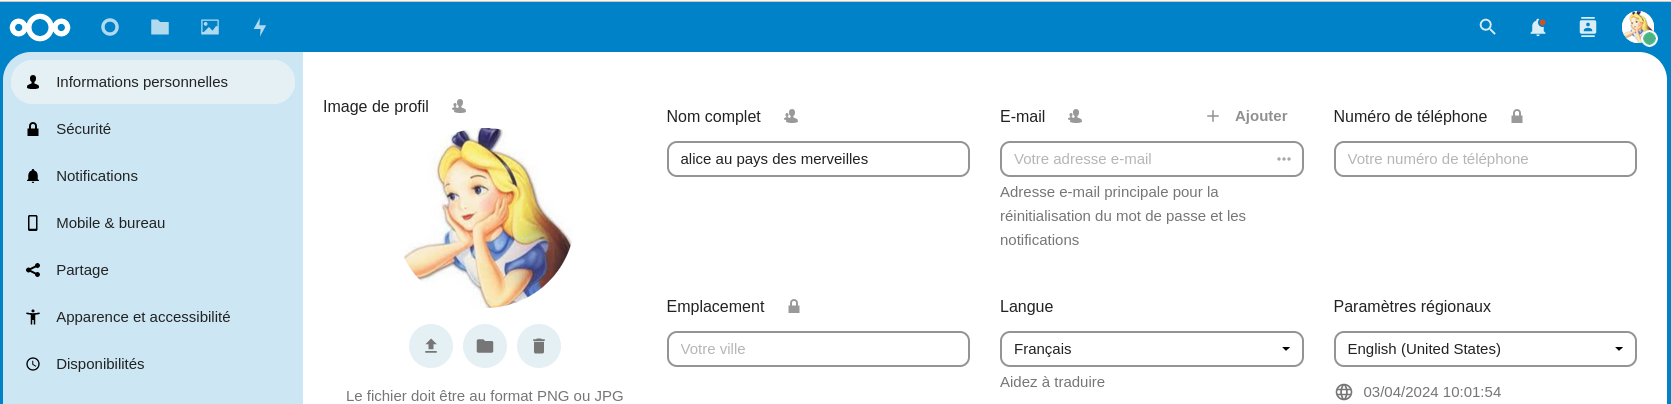 Informations personnelles
Sécurité
Notifications
Mobile & bureau
Partage
Apparence et accessibilité
Disponibilités
Image de profil
Le fichier doit être au format PNG ou JPG
Nom complet
alice au pays des merveilles
E-mail
Ajouter
Votre adresse e-mail
Adresse e-mail principale pour la
réinitialisation du mot de passe et les
notifications
Numéro de téléphone
Votre numéro de téléphone
Emplacement
Votre ville
Langue
Français
Aidez à traduire
Paramètres régionaux
English (United States)
03/04/2024 10:01:54